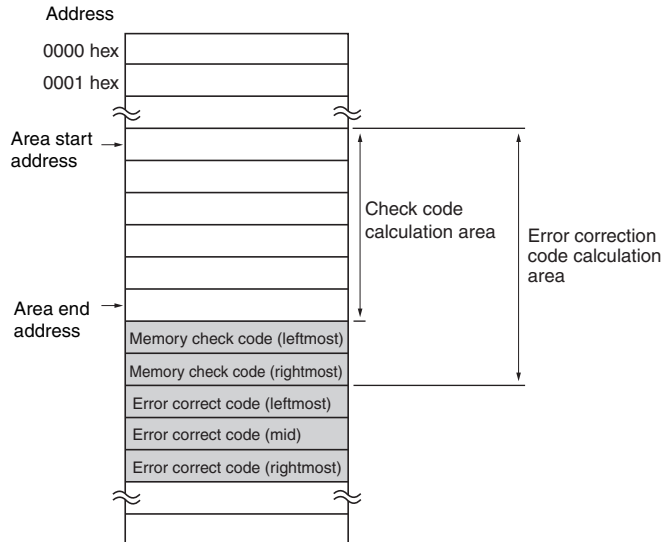 Address
0000 hex
0001 hex
Area start
address
Check code
calculation area
Error correction
code calculation
area
Area end
address
Memory check code (leftmost)
Memory check code (rightmost)
Error correct code (leftmost)
Error correct code (mid)
Error correct code (rightmost)